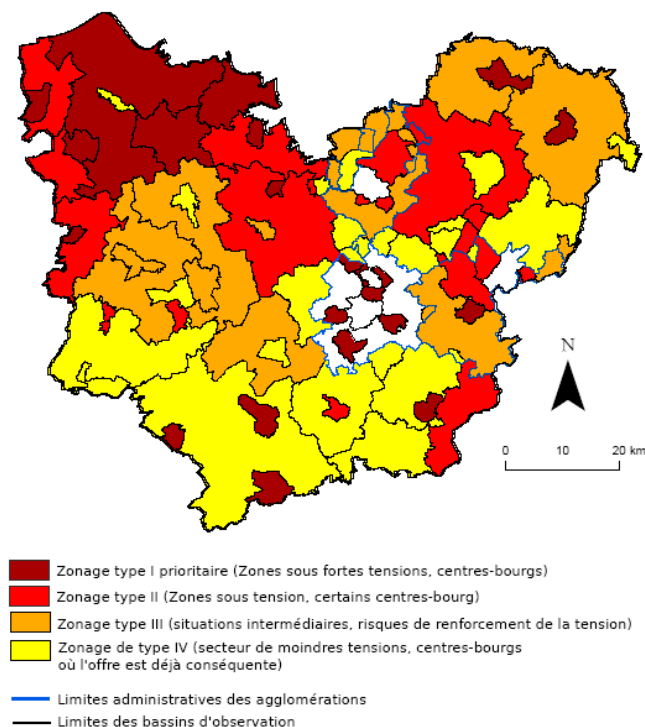 N
0 10 20 km
Zonage type I prioritaire (Zones sous fortes tensions, centres-bourgs)
Zonage type II (Zones sous tension, certains centres-bourg)
Zonage type III (situations intermédiaires, risques de renforcement de la tension)
Zonage de type IV (secteur de moindres tensions, centres-bourgs
où l'offre est déjà conséquente)
Limites administratives des agglomérations
Limites des bassins d'observation